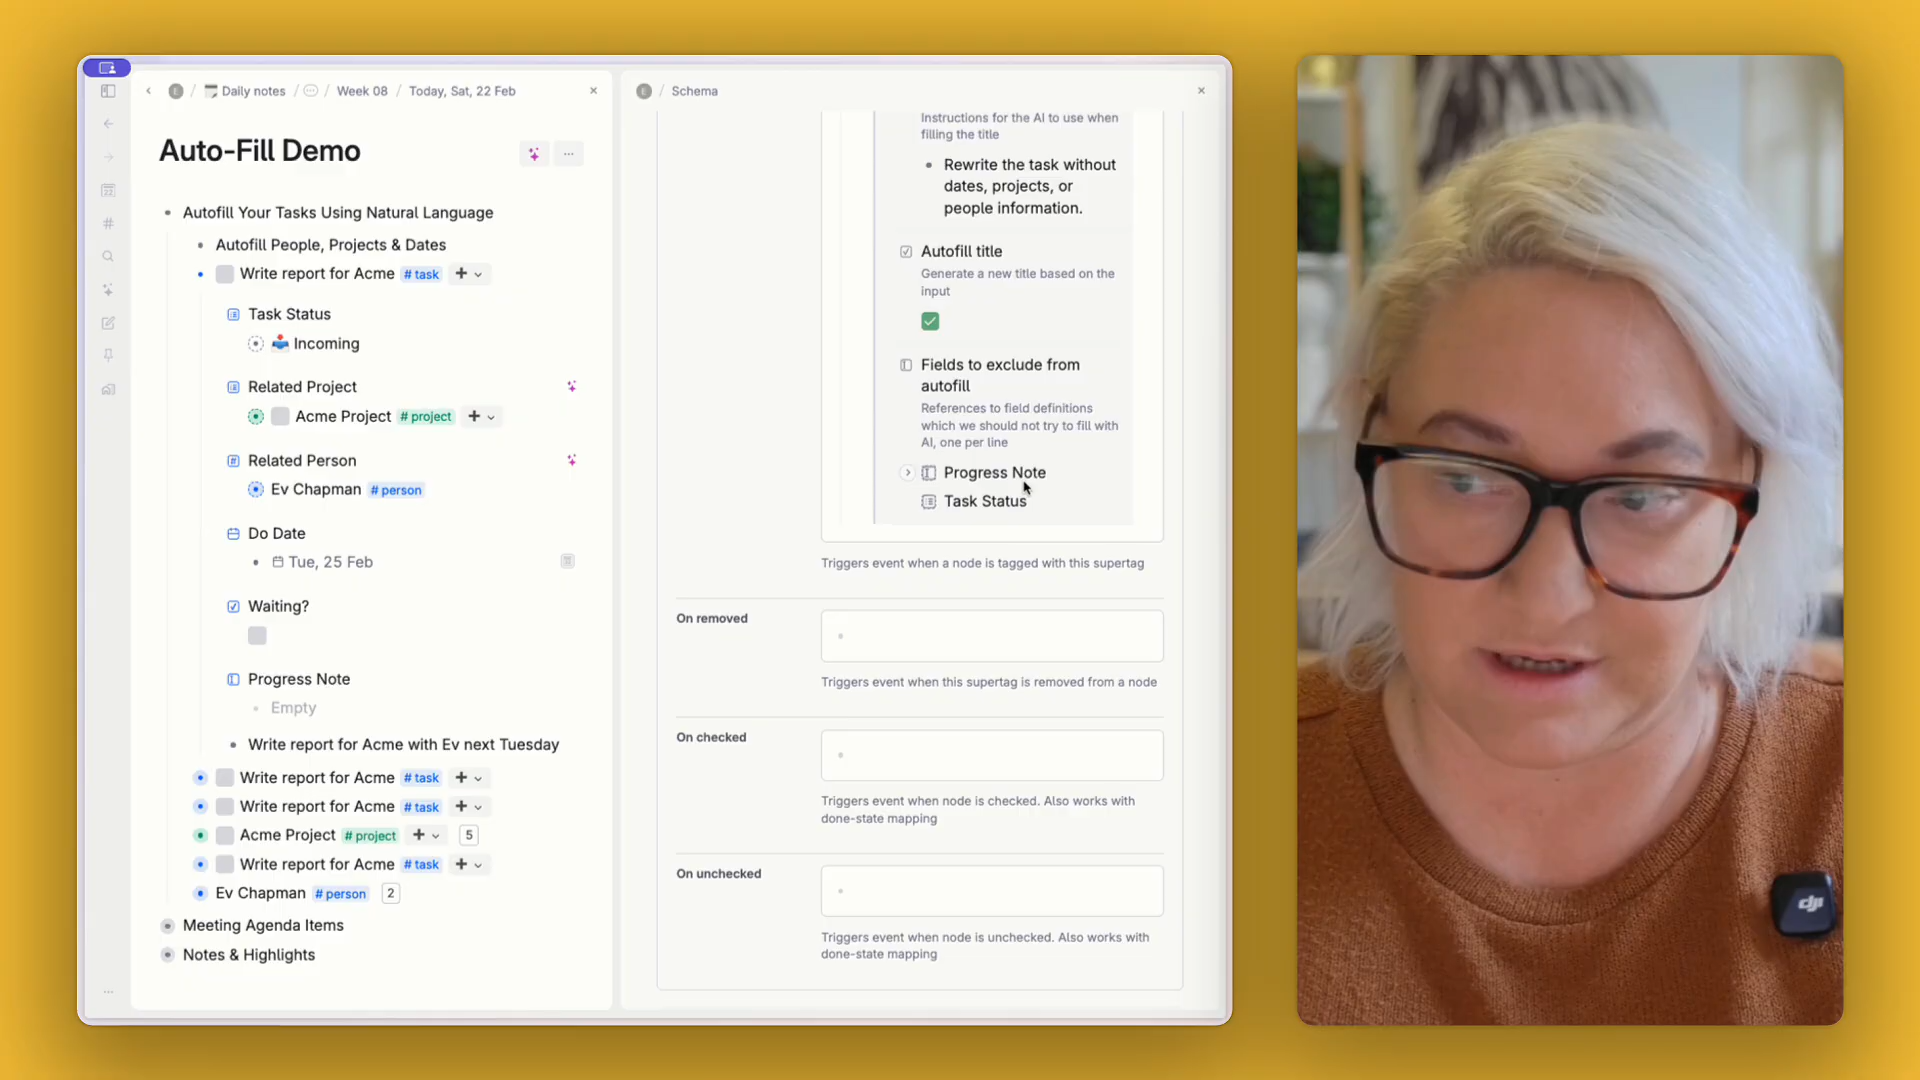 Daily notes / / Week 08 / Today, Sat, 22 Feb
Auto-Fill Demo
Autofill Your Tasks Using Natural Language
Autofill People, Projects & Dates
Write report for Acme # task
Task Status
Incoming
Related Project
Acme Project # project
Related Person
Ev Chapman # person
Do Date
Tue, 25 Feb
Waiting?
Progress Note
Empty
Write report for Acme with Ev next Tuesday
Write report for Acme # task
Write report for Acme # task
Acme Project # project 5
Write report for Acme # task
Ev Chapman # person 2
Meeting Agenda Items
Notes & Highlights
E / Schema
Instructions for the AI to use when
filling the title
Rewrite the task without
dates, projects, or
people information.
Autofill title
Generate a new title based on the
input
Fields to exclude from
autofill
References to field definitions
which we should not try to fill with
AI, one per line
Progress Note
Task Status
Triggers event when a node is tagged with this supertag
On removed
Triggers event when this supertag is removed from a node
On checked
Triggers event when node is checked. Also works with
done-state mapping
On unchecked
Triggers event when node is unchecked. Also works with
done-state mapping
dji